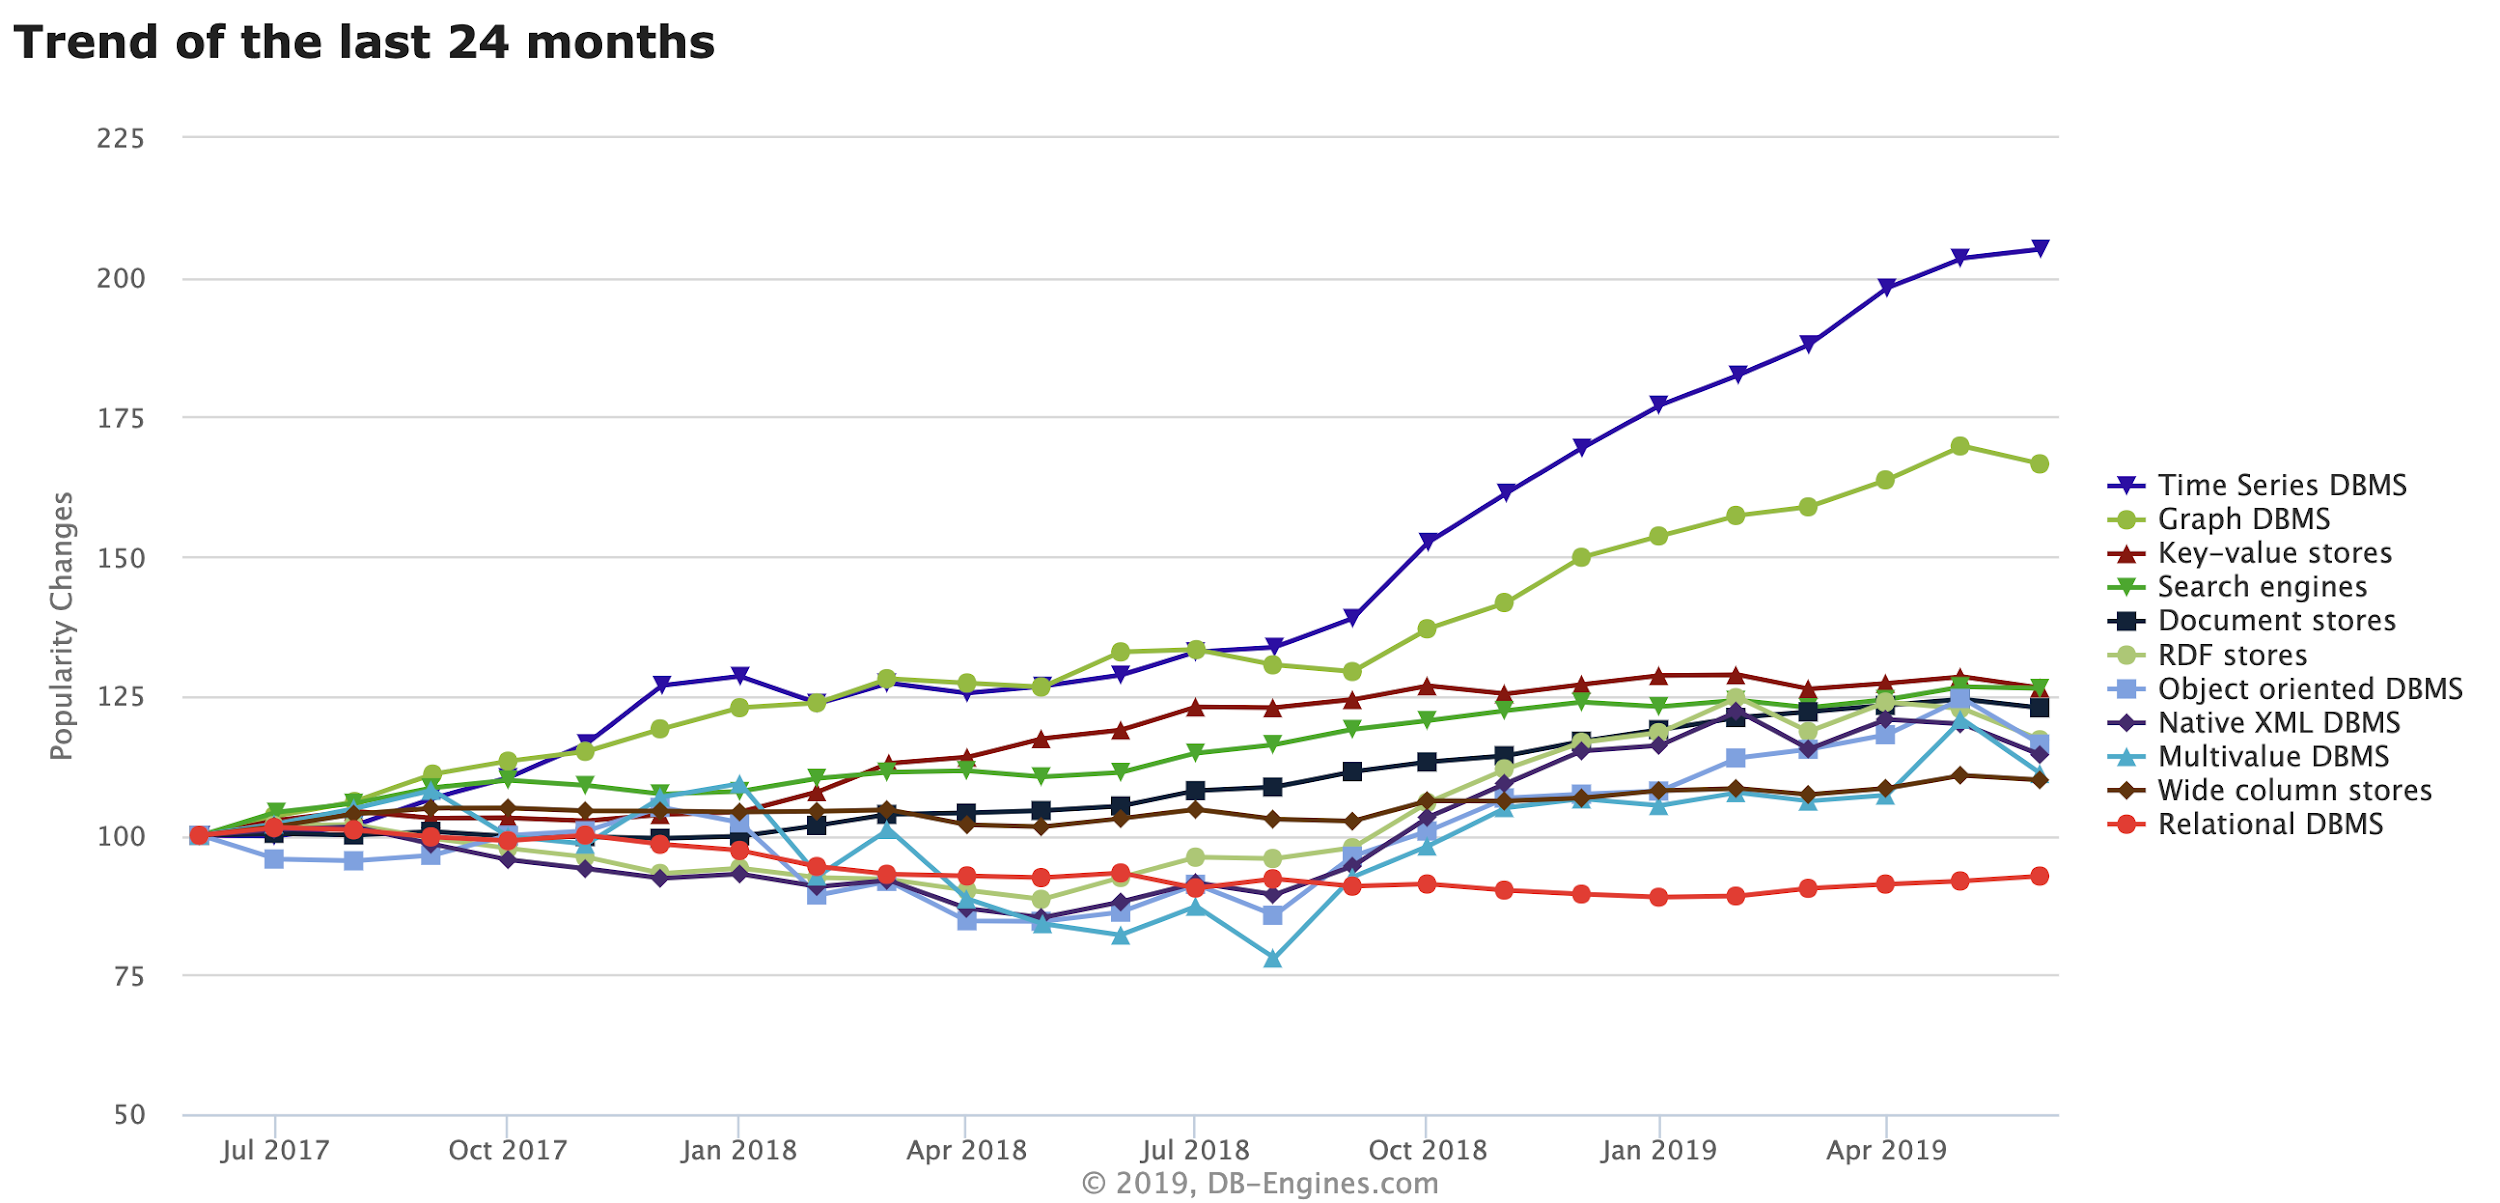 Trend of the last 24 months
225
200
175
150
125
100
75
50
Popularity Changes
Jul 2017
Oct 2017
Jan 2018
Apr 2018
Jul 2018
Oct 2018
Jan 2019
Apr 2019
Time Series DBMS
Graph DBMS
Key-value stores
Search engines
Document stores
RDF stores
Object oriented DBMS
Native XML DBMS
Multivalue DBMS
Wide column stores
Relational DBMS
© 2019, DB-Engines.com